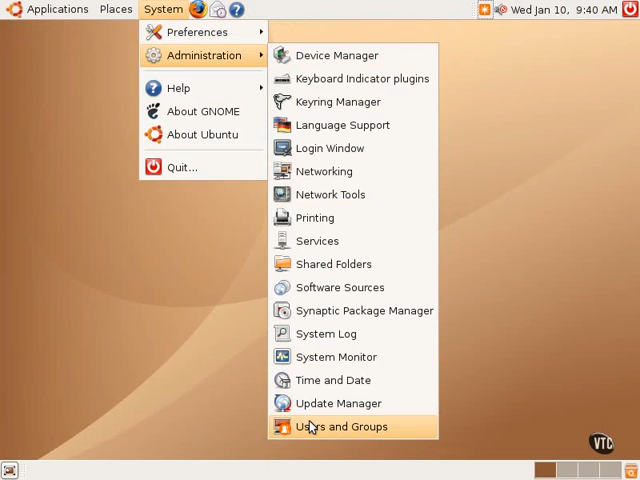 Applications Places System Wed Jan 10, 9:40 AM
Preferences
Administration
Help
About GNOME
About Ubuntu
Quit...
Device Manager
Keyboard Indicator plugins
Keyring Manager
Language Support
Login Window
Networking
Network Tools
Printing
Services
Shared Folders
Software Sources
Synaptic Package Manager
System Log
System Monitor
Time and Date
Update Manager
Users and Groups
VTC